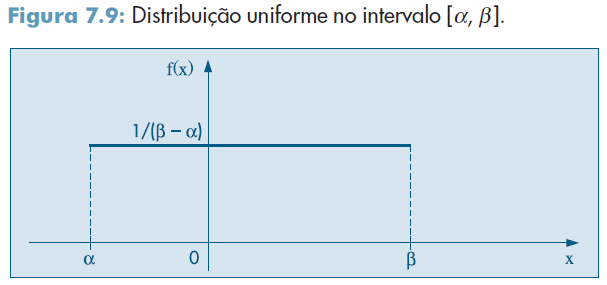 Figura 7.9: Distribuição uniforme no intervalo [α, β].
f(x)
1/(β – α)
α
0
β
x